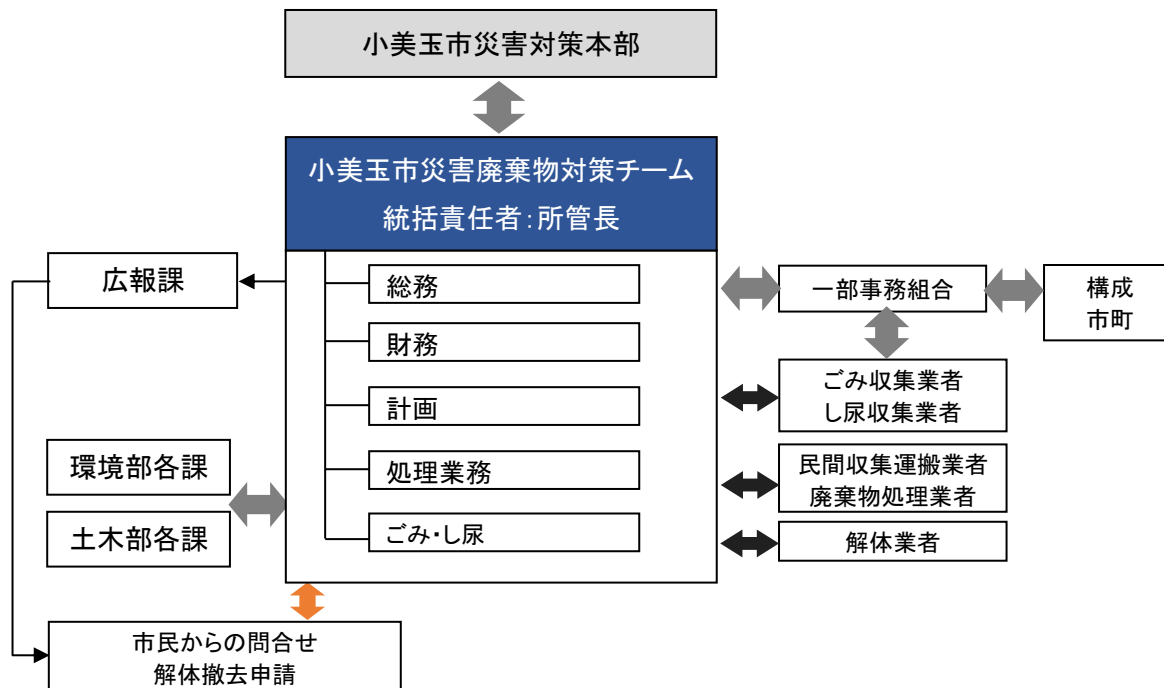 小美玉市災害対策本部
小美玉市災害廃棄物対策チーム
統括責任者：所管長
広報課
総務
財務
計画
処理業務
ごみ・し尿
一部事務組合
構成
市町
ごみ収集業者
し尿収集業者
民間収集運搬業者
廃棄物処理業者
解体業者
環境部各課
土木部各課
市民からの問合せ
解体撤去申請